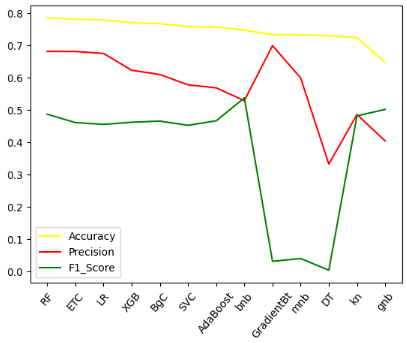 0.8
0.7
0.6
0.5
0.4
0.3
0.2
0.1
0.0
Accuracy
Precision
F1_Score
RF
ETC
LR
XGB
BgC
SVC
AdaBoost
bnb
GradientBt
mnb
DT
kn
gnb